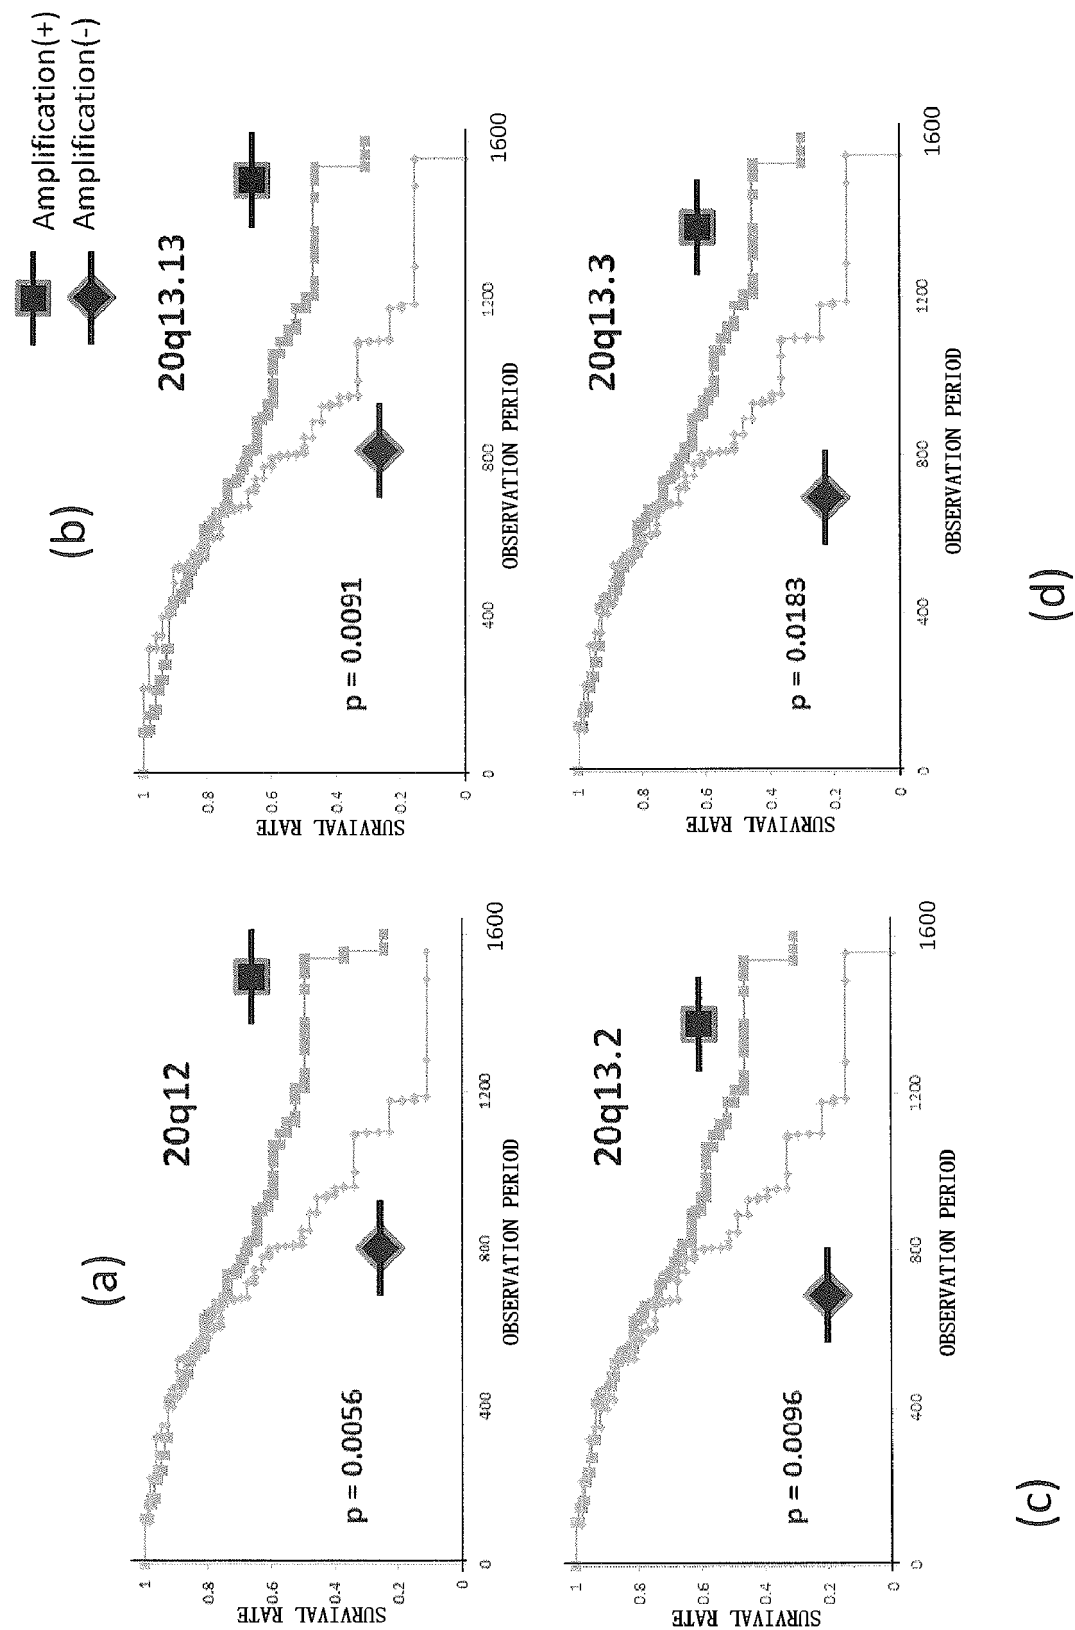 Amplification(+)
Amplification(-)
(a)
20q12
p = 0.0056
SURVIVAL RATE
1
0.8
0.6
0.4
0.2
0
0
400
800
1200
1600
OBSERVATION PERIOD
(b)
20q13.13
p = 0.0091
SURVIVAL RATE
1
0.8
0.6
0.4
0.2
0
0
400
800
1200
1600
OBSERVATION PERIOD
20q13.2
p = 0.0096
SURVIVAL RATE
1
0.8
0.6
0.4
0.2
0
0
400
800
1200
1600
OBSERVATION PERIOD
(c)
20q13.3
p = 0.0183
SURVIVAL RATE
1
0.8
0.6
0.4
0.2
0
0
400
800
1200
1600
OBSERVATION PERIOD
(d)